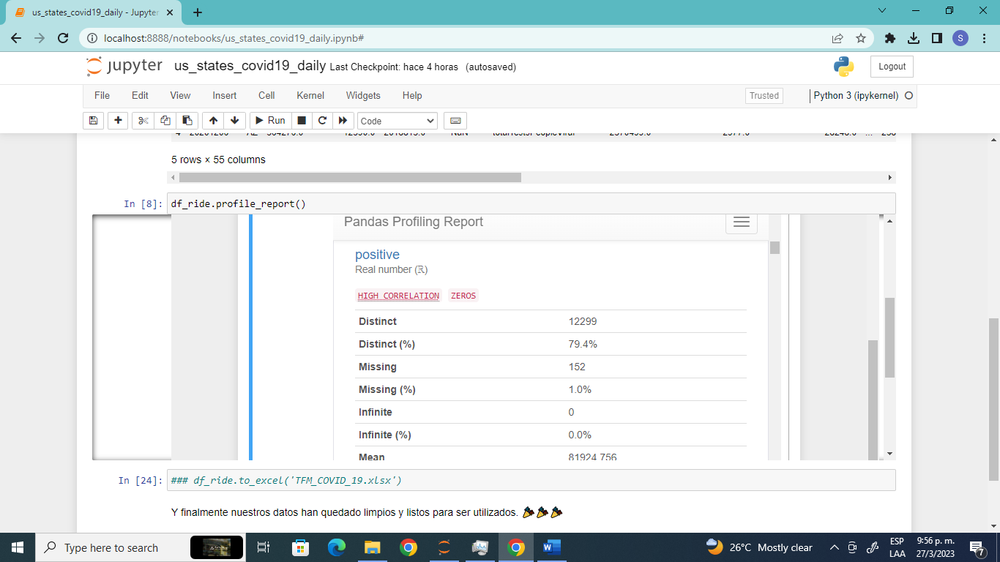 us_states_covid19_daily - Jupyter
localhost:8888/notebooks/us_states_covid19_daily.ipynb#
S
jupyter us_states_covid19_daily Last Checkpoint: hace 4 horas (autosaved)
Logout
File Edit View Insert Cell Kernel Widgets Help
Trusted
Python 3 (ipykernel)
Run
Code
5 rows × 55 columns
In [8]: df_ride.profile_report()
Pandas Profiling Report
positive
Real number (ℝ)
HIGH CORRELATION ZEROS
Distinct 12299
Distinct (%) 79.4%
Missing 152
Missing (%) 1.0%
Infinite 0
Infinite (%) 0.0%
Mean 81924.756
In [24]: ### df_ride.to_excel('TFM_COVID_19.xlsx')
Y finalmente nuestros datos han quedado limpios y listos para ser utilizados. 🎉🎉🎉
Type here to search
26°C Mostly clear
ESP
LAA
9:56 p. m.
27/3/2023
7